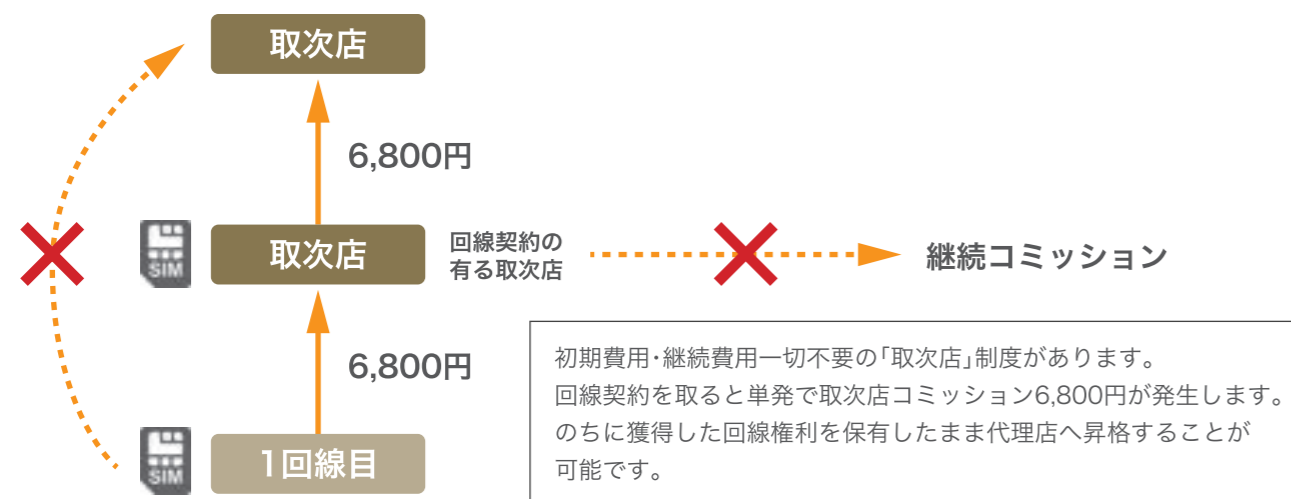 取次店
6,800円
SIM
取次店
回線契約の
有る取次店
継続コミッション
6,800円
SIM
1回線目
初期費用・継続費用一切不要の「取次店」制度があります。
回線契約を取ると単発で取次店コミッション6,800円が発生します。
のちに獲得した回線権利を保有したまま代理店へ昇格することが
可能です。